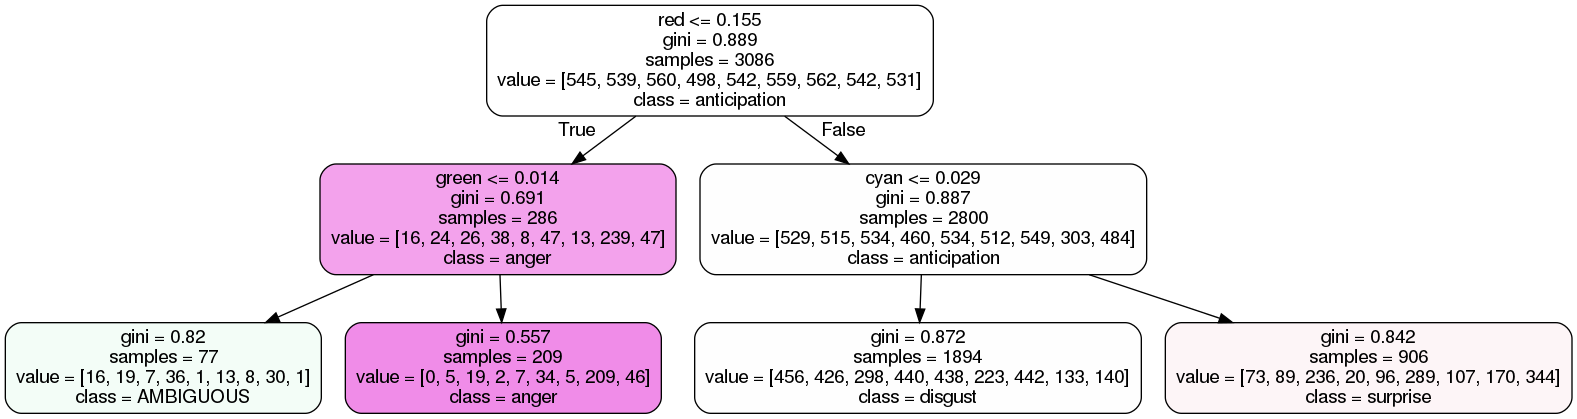 red <= 0.155
gini = 0.889
samples = 3086
value = [545, 539, 560, 498, 542, 559, 562, 542, 531]
class = anticipation
True
False
green <= 0.014
gini = 0.691
samples = 286
value = [16, 24, 26, 38, 8, 47, 13, 239, 47]
class = anger
cyan <= 0.029
gini = 0.887
samples = 2800
value = [529, 515, 534, 460, 534, 512, 549, 303, 484]
class = anticipation
gini = 0.82
samples = 77
value = [16, 19, 7, 36, 1, 13, 8, 30, 1]
class = AMBIGUOUS
gini = 0.557
samples = 209
value = [0, 5, 19, 2, 7, 34, 5, 209, 46]
class = anger
gini = 0.872
samples = 1894
value = [456, 426, 298, 440, 438, 223, 442, 133, 140]
class = disgust
gini = 0.842
samples = 906
value = [73, 89, 236, 20, 96, 289, 107, 170, 344]
class = surprise